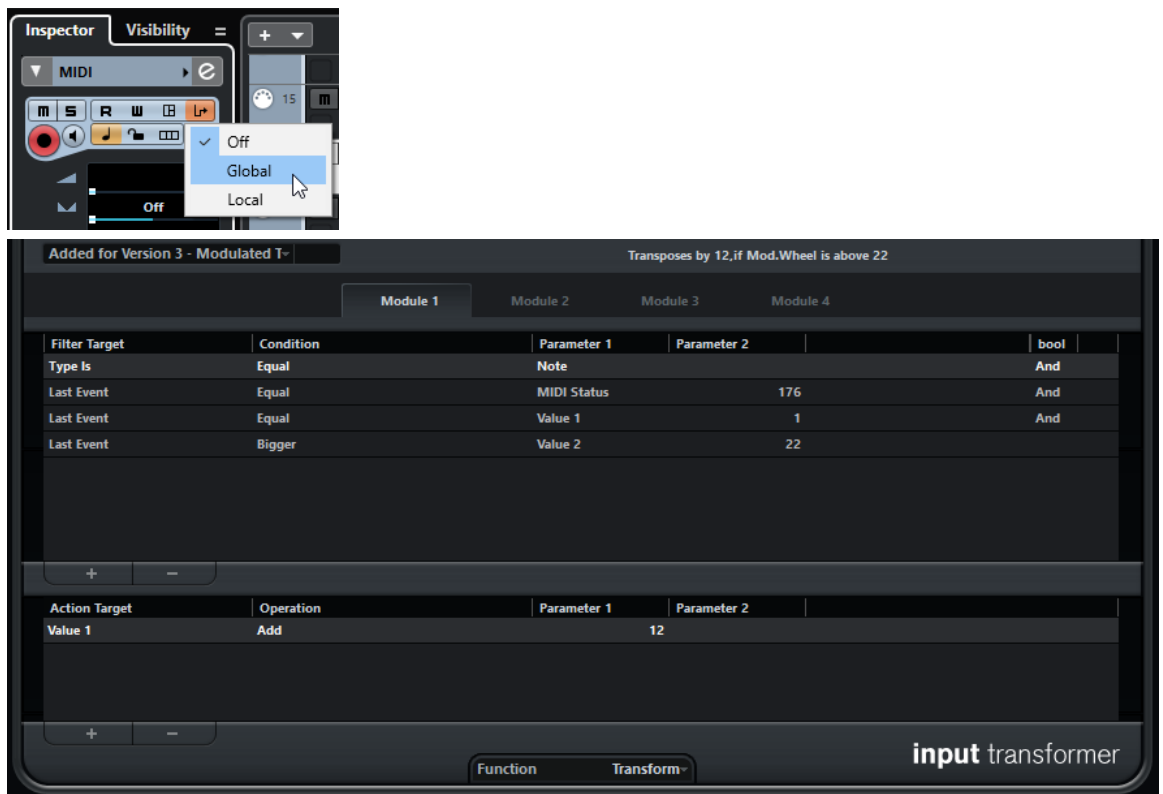 Inspector Visibility
+
MIDI e
m S R W
15 m
Off
Global
Local
Off
Added for Version 3 - Modulated T
Transposes by 12,if Mod.Wheel is above 22
Module 1 Module 2 Module 3 Module 4
Filter Target Condition Parameter 1 Parameter 2 bool
Type Is Equal Note And
Last Event Equal MIDI Status 176 And
Last Event Equal Value 1 1 And
Last Event Bigger Value 2 22
+ −
Action Target Operation Parameter 1 Parameter 2
Value 1 Add 12
+ −
input transformer
Function Transform